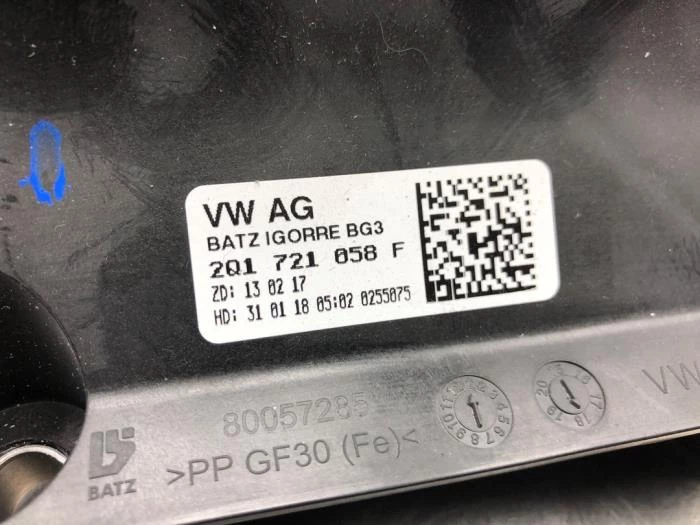 VW AG
BATZ IGORRE BG3
2Q1 721 058 F
ZD: 13 02 17
HD: 31 01 18 05:02 0255075
80057285
>PP GF30 (Fe)<
BATZ
VW